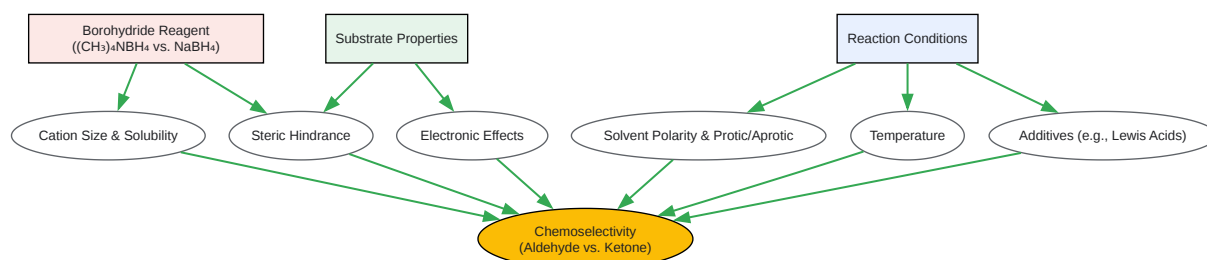 Borohydride Reagent
((CH₃)₄NBH4 vs. NaBH₄)
Substrate Properties
Reaction Conditions
Cation Size & Solubility
Steric Hindrance
Electronic Effects
Solvent Polarity & Protic/Aprotic
Temperature
Additives (e.g., Lewis Acids)
Chemoselectivity
(Aldehyde vs. Ketone)